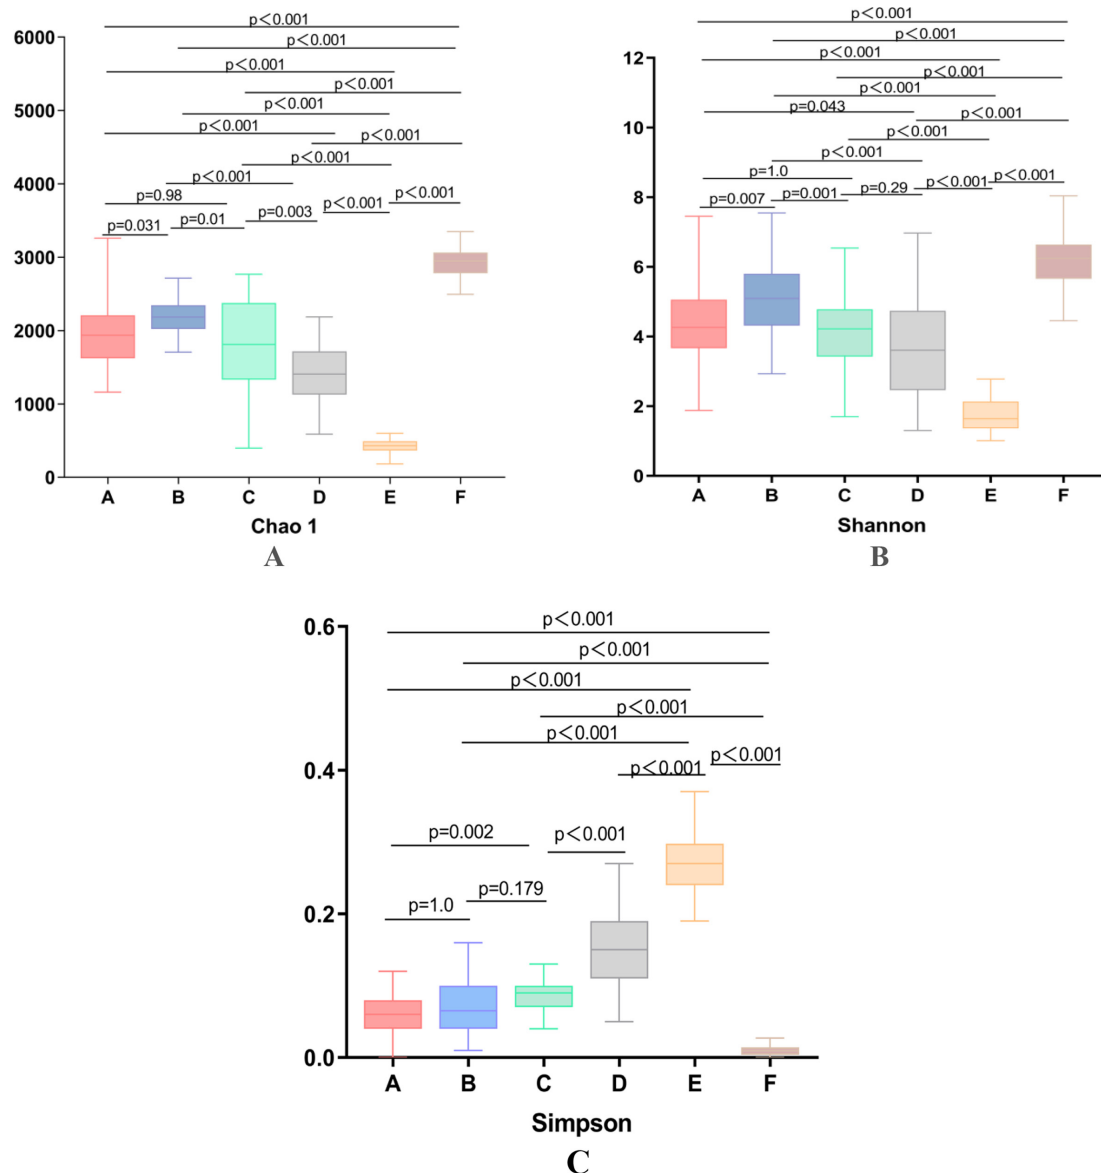 p<0.001
6000
p<0.001
p<0.001
p<0.001
5000
p<0.001
p<0.001
p<0.001
4000
p<0.001
p<0.001
p=0.98
p<0.001
p<0.001
p=0.031
p=0.01
p=0.003
3000
2000
1000
0
A B C D E F
Chao 1
A
p<0.001
p<0.001
12
p<0.001
p<0.001
p<0.001
10
p=0.043
p<0.001
p<0.001
p<0.001
p=1.0
8
p=0.007
p=0.001
p=0.29
p<0.001
p<0.001
6
4
2
0
A B C D E F
Shannon
B
0.6
p<0.001
p<0.001
p<0.001
p<0.001
p<0.001
p<0.001
0.4
p<0.001
p=0.002
p<0.001
p=0.179
p=1.0
0.2
0.0
A B C D E F
Simpson
C